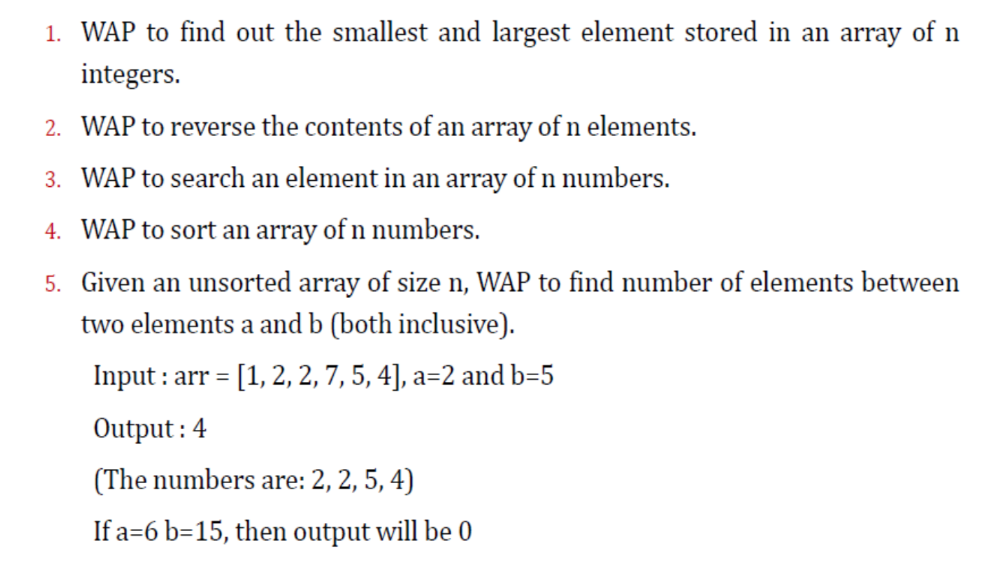 1. WAP to find out the smallest and largest element stored in an array of n
integers.
2. WAP to reverse the contents of an array of n elements.
3. WAP to search an element in an array of n numbers.
4. WAP to sort an array of n numbers.
5. Given an unsorted array of size n, WAP to find number of elements between
two elements a and b (both inclusive).
Input : arr = [1, 2, 2, 7, 5, 4], a=2 and b=5
Output : 4
(The numbers are: 2, 2, 5, 4)
If a=6 b=15, then output will be 0